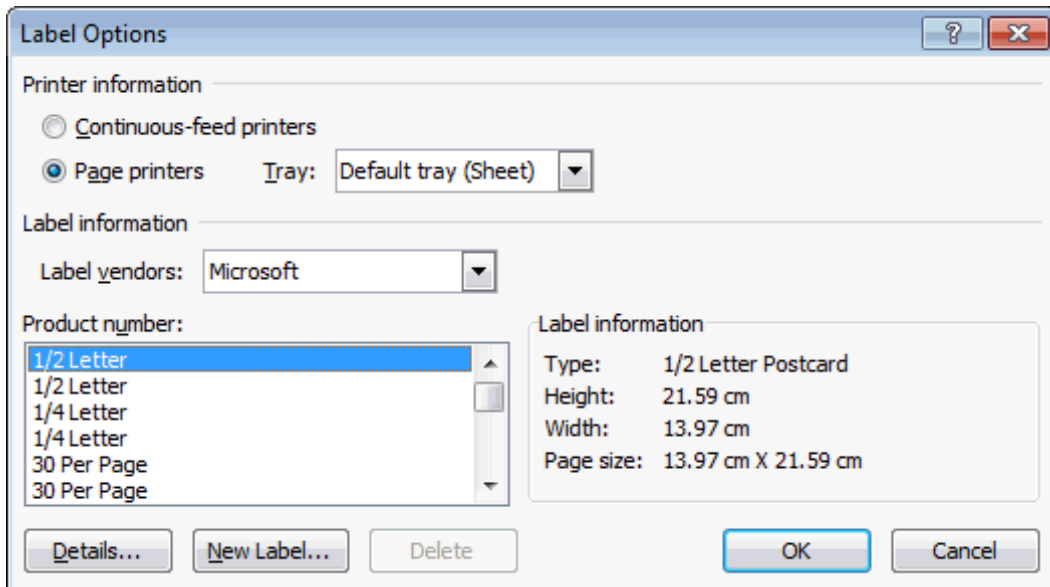 Label Options
Printer information
Continuous-feed printers
Page printers Tray: Default tray (Sheet)
Label information
Label vendors: Microsoft
Product number:
1/2 Letter
1/2 Letter
1/4 Letter
1/4 Letter
30 Per Page
30 Per Page
Label information
Type: 1/2 Letter Postcard
Height: 21.59 cm
Width: 13.97 cm
Page size: 13.97 cm X 21.59 cm
Details... New Label... Delete OK Cancel